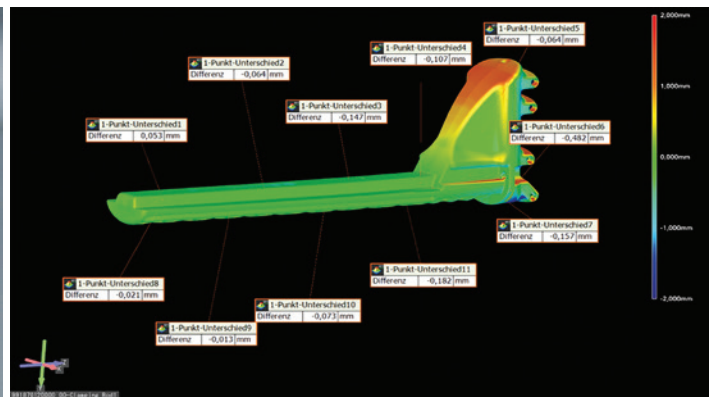 1-Punkt-Unterschied5
Differenz -0,064 mm
1-Punkt-Unterschied4
Differenz -0,107 mm
1-Punkt-Unterschied2
Differenz -0,064 mm
1-Punkt-Unterschied3
Differenz -0,147 mm
1-Punkt-Unterschied1
Differenz 0,053 mm
1-Punkt-Unterschied6
Differenz -0,482 mm
1-Punkt-Unterschied7
Differenz -0,157 mm
1-Punkt-Unterschied11
Differenz -0,182 mm
1-Punkt-Unterschied8
Differenz -0,021 mm
1-Punkt-Unterschied10
Differenz -0,073 mm
1-Punkt-Unterschied9
Differenz -0,013 mm
2,000mm
1,000mm
0,000mm
-1,000mm
-2,000mm